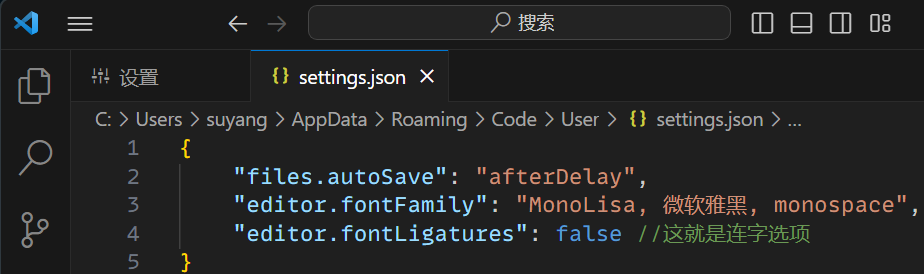 搜索
设置
{} settings.json ×
C: > Users > suyang > AppData > Roaming > Code > User > {} settings.json > ...
1 {
2 "files.autoSave": "afterDelay",
3 "editor.fontFamily": "MonoLisa, 微软雅黑, monospace",
4 "editor.fontLigatures": false //这就是连字选项
5 }